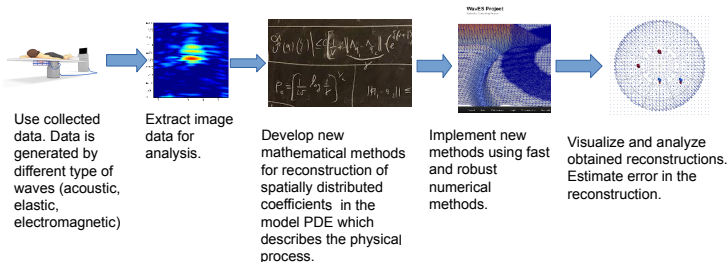 WavES Project
Use collected
data. Data is
generated by
different type of
waves (acoustic,
elastic,
electromagnetic)
Extract image
data for
analysis.
Develop new
mathematical methods
for reconstruction of
spatially distributed
coefficients in the
model PDE which
describes the physical
process.
Implement new
methods using fast
and robust
numerical
methods.
Visualize and analyze
obtained reconstructions.
Estimate error in the
reconstruction.